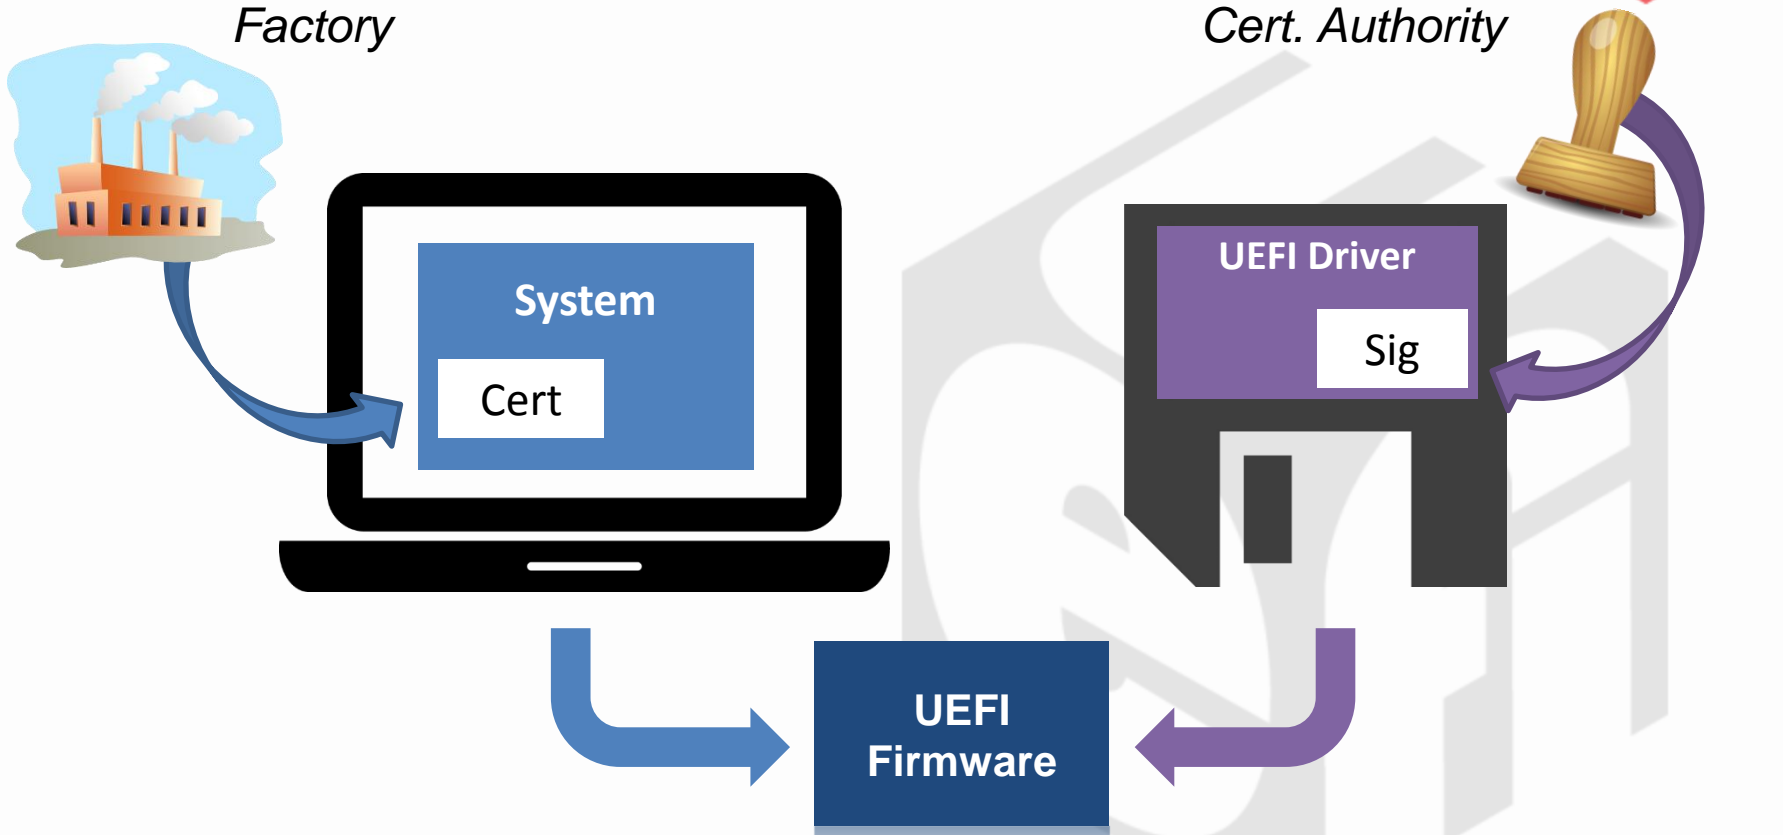 Factory
Cert. Authority
System
Cert
UEFI Driver
Sig
UEFI
Firmware